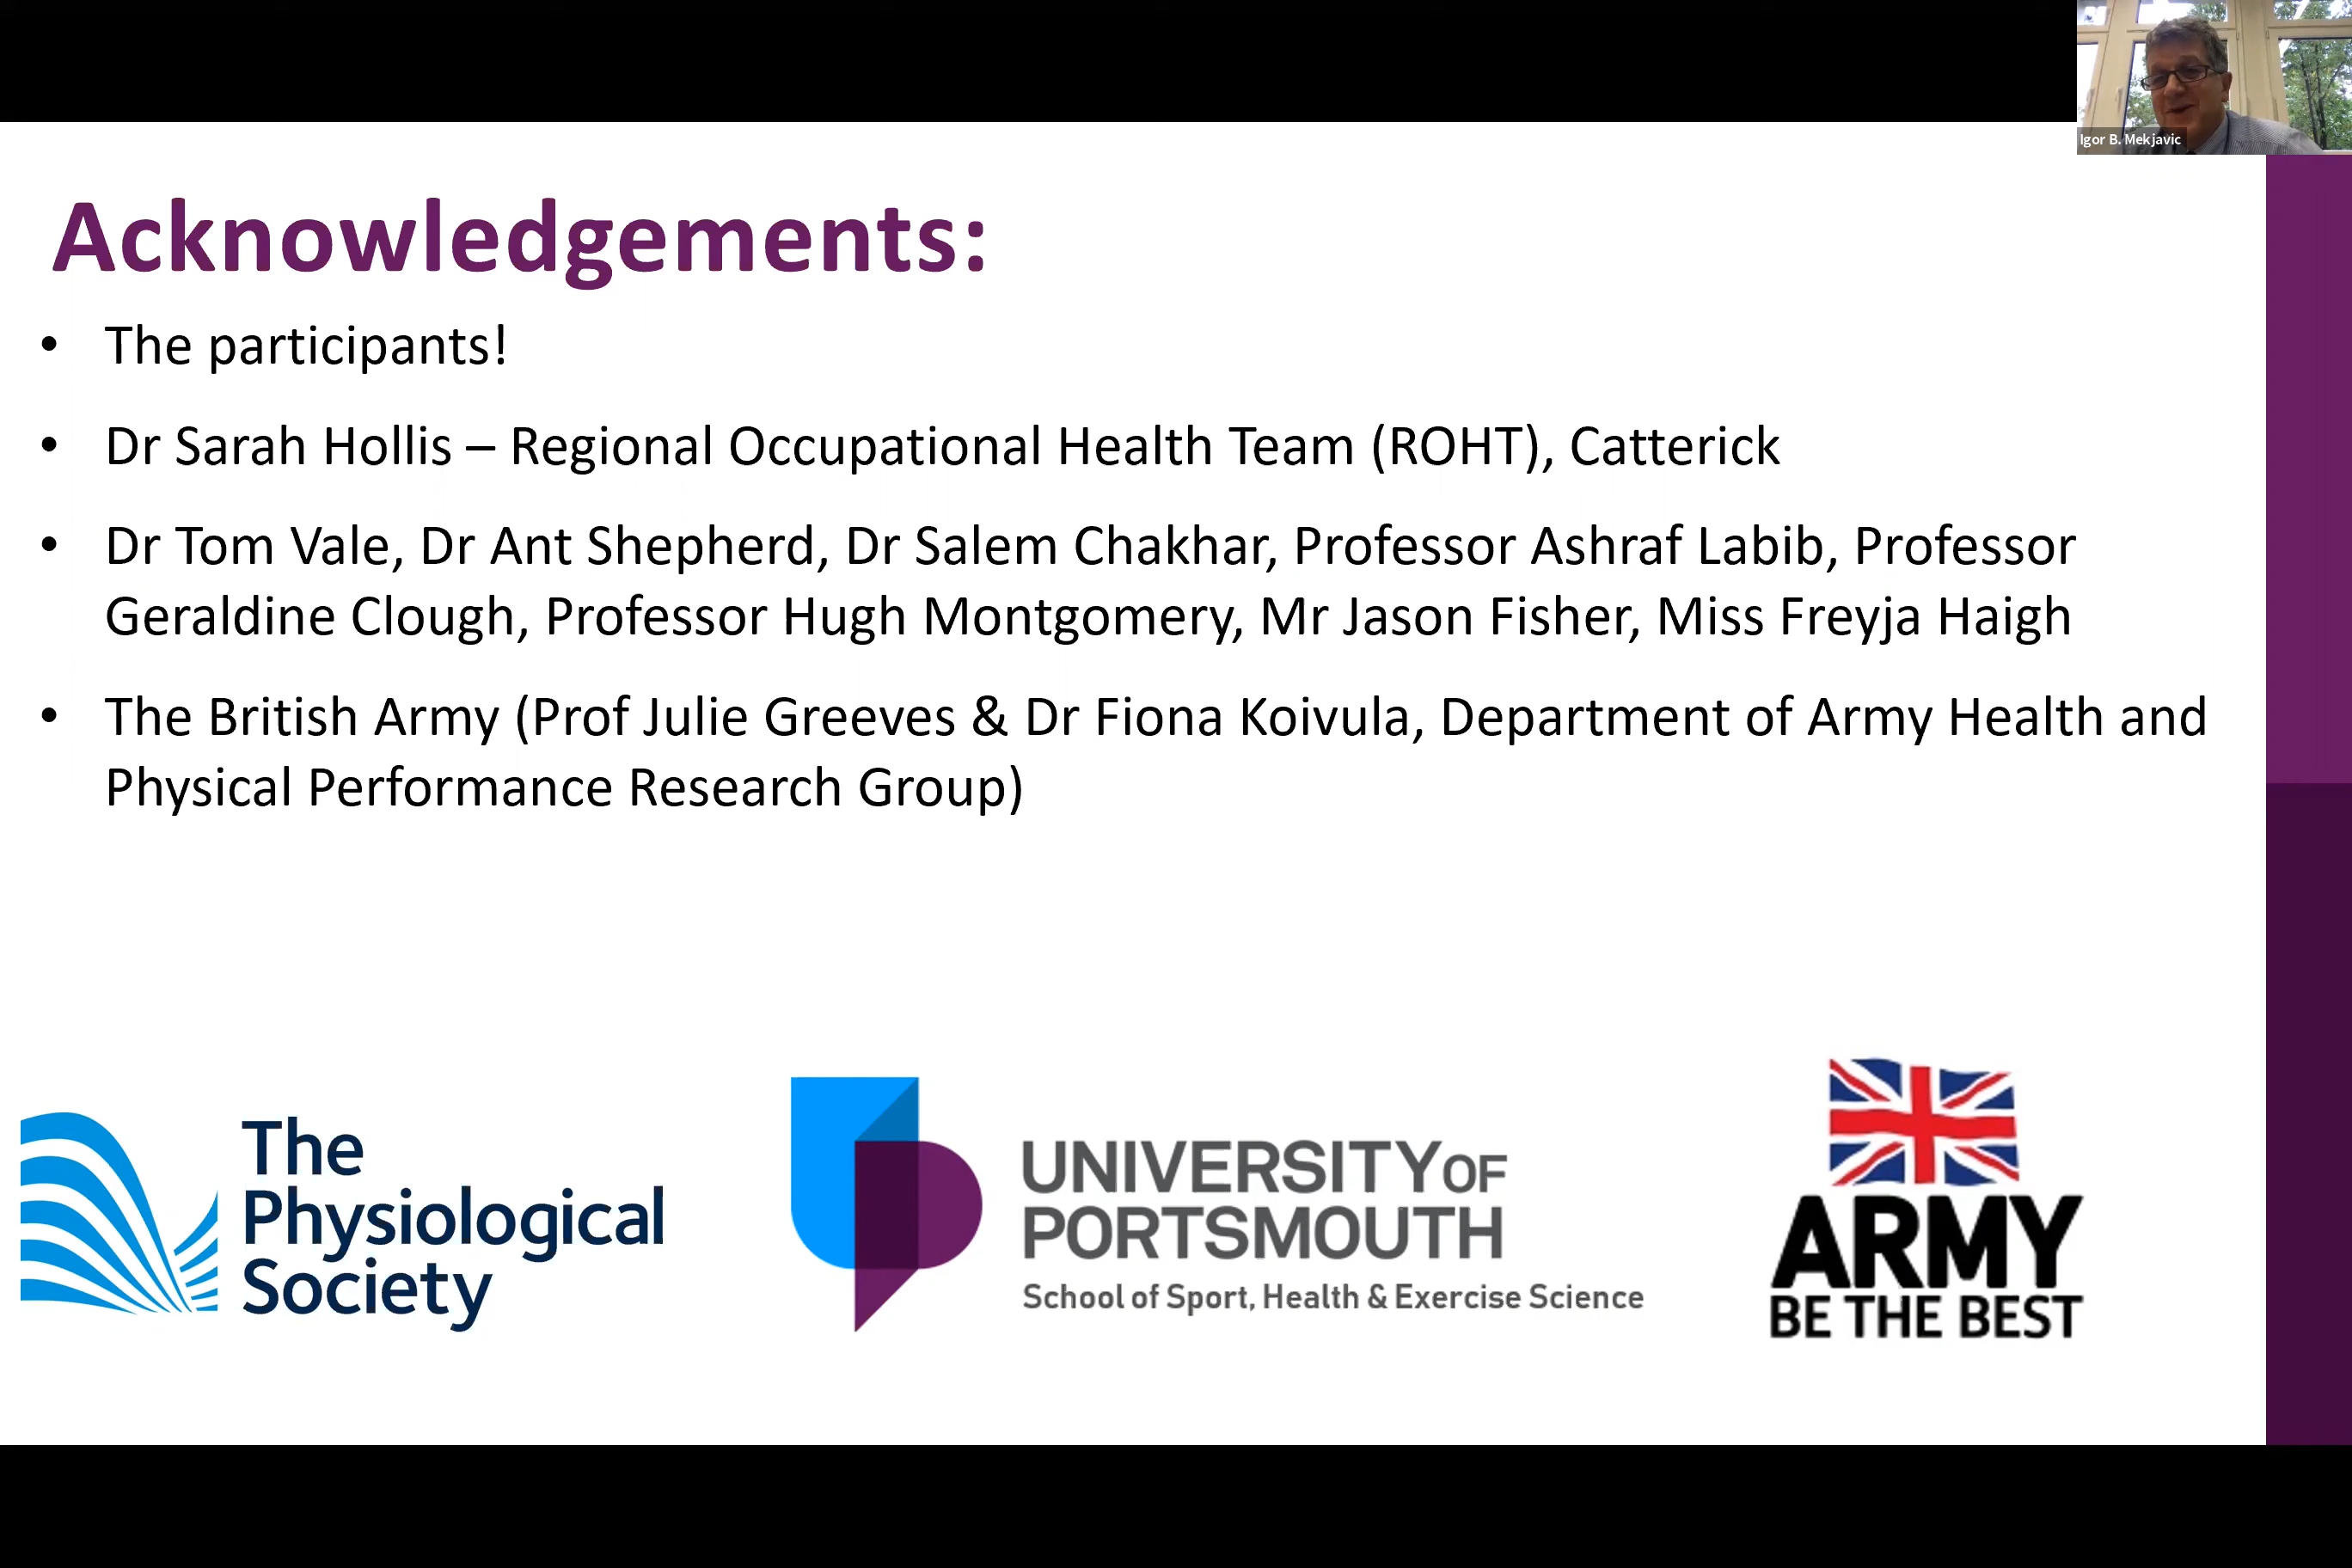 Igor B. Mekjavic
Acknowledgements:
• The participants!
• Dr Sarah Hollis – Regional Occupational Health Team (ROHT), Catterick
• Dr Tom Vale, Dr Ant Shepherd, Dr Salem Chakhar, Professor Ashraf Labib, Professor
Geraldine Clough, Professor Hugh Montgomery, Mr Jason Fisher, Miss Freyja Haigh
• The British Army (Prof Julie Greeves & Dr Fiona Koivula, Department of Army Health and
Physical Performance Research Group)
The
Physiological
Society
UNIVERSITY OF
PORTSMOUTH
School of Sport, Health & Exercise Science
ARMY
BE THE BEST